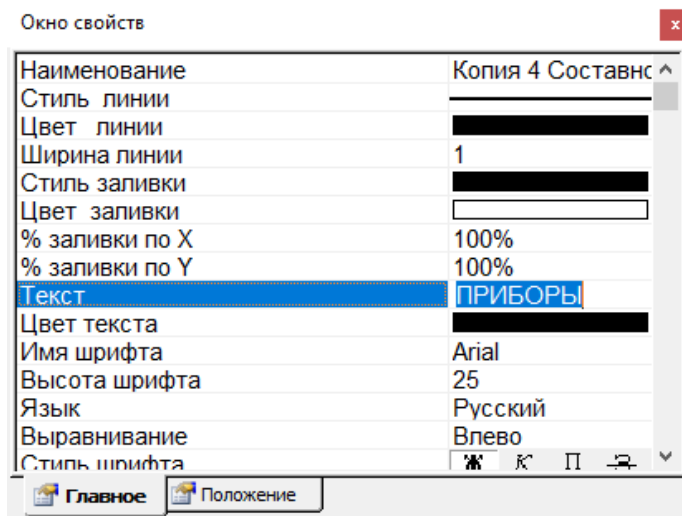 Окно свойств
x
Наименование Копия 4 Составно
Стиль линии
Цвет линии
Ширина линии 1
Стиль заливки
Цвет заливки
% заливки по X 100%
% заливки по Y 100%
Текст ПРИБОРЫ
Цвет текста
Имя шрифта Arial
Высота шрифта 25
Язык Русский
Выравнивание Влево
Стиль шрифта Ж К П З
Главное Положение